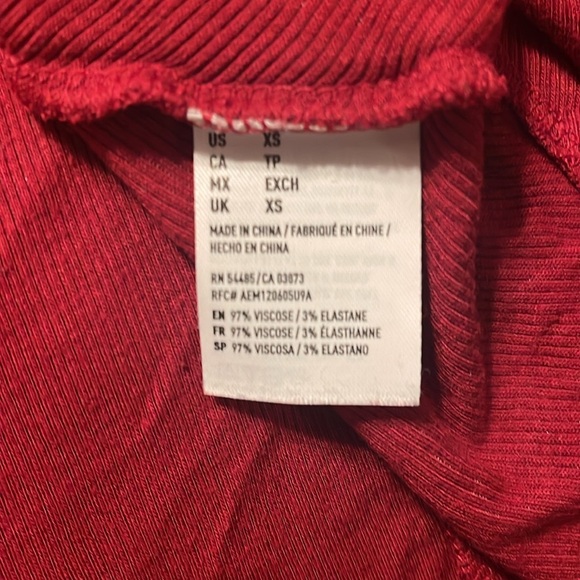 US XS
CA TP
MX EXCH
UK XS
MADE IN CHINA / FABRIQUÉ EN CHINE /
HECHO EN CHINA
RN 54485/CA 03873
RFC# AEM120605U9A
EN 97% VISCOSE / 3% ELASTANE
FR 97% VISCOSE / 3% ÉLASTHANNE
SP 97% VISCOSA / 3% ELASTANO